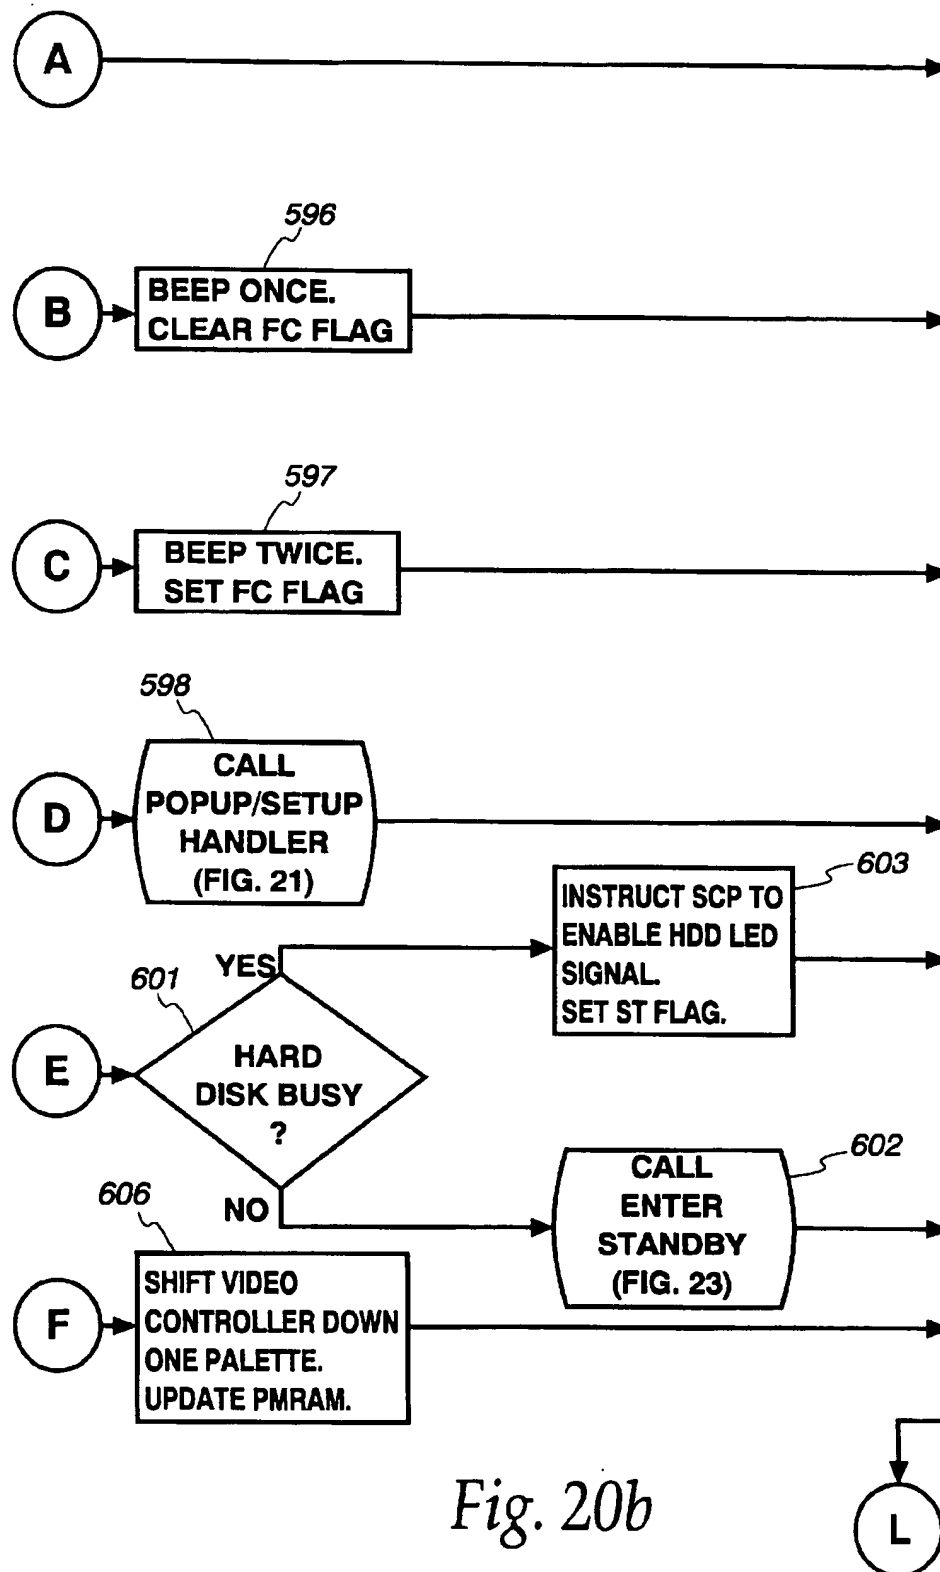 A
596
B
BEEP ONCE.
CLEAR FC FLAG
597
C
BEEP TWICE.
SET FC FLAG
598
D
CALL
POPUP/SETUP
HANDLER
(FIG. 21)
603
INSTRUCT SCP TO
ENABLE HDD LED
SIGNAL.
SET ST FLAG.
YES
601
E
HARD
DISK BUSY
?
NO
602
CALL
ENTER
STANDBY
(FIG. 23)
606
F
SHIFT VIDEO
CONTROLLER DOWN
ONE PALETTE.
UPDATE PMRAM.
L
Fig. 20b